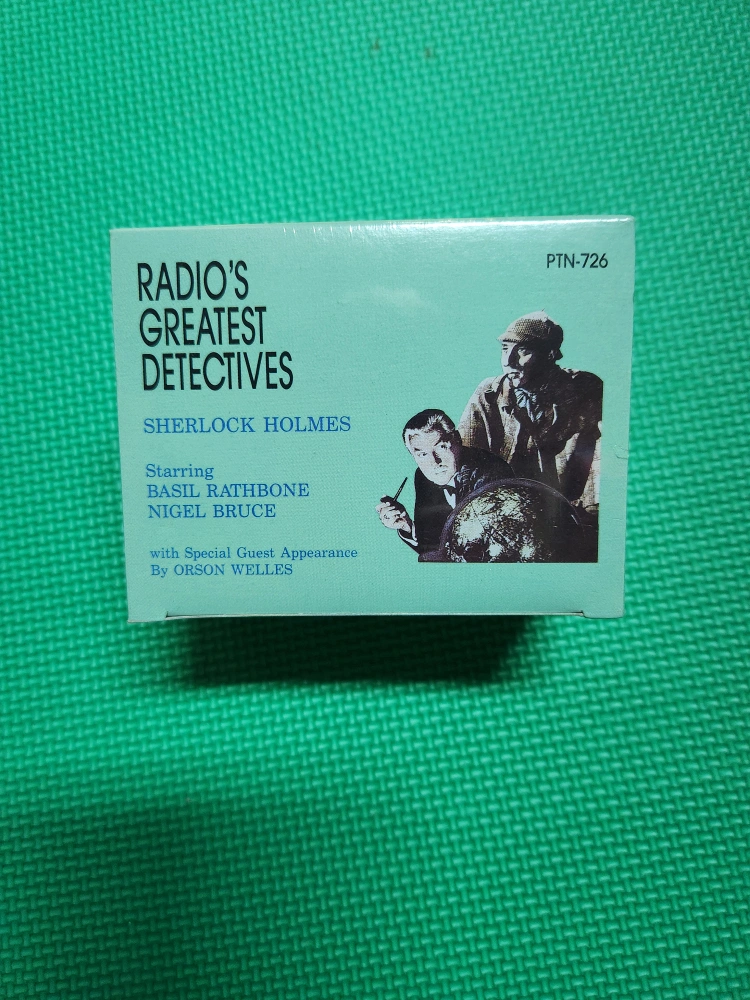 RADIO'S
GREATEST
DETECTIVES
PTN-726
SHERLOCK HOLMES
Starring
BASIL RATHBONE
NIGEL BRUCE
with Special Guest Appearance
By ORSON WELLES